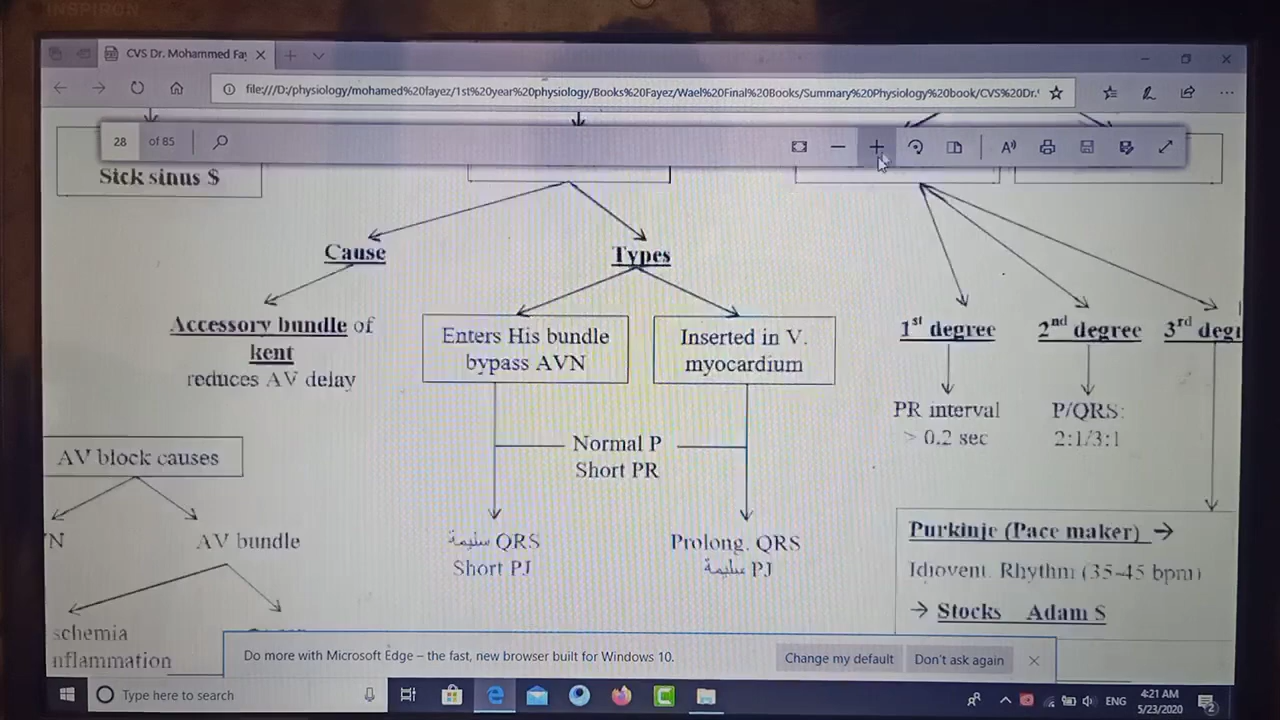 INSPIRON
CVS Dr. Mohammed Fay
file:///D:/physiology/mohamed%20fayez/1st%20year%20physiology/Books%20Fayez/Wael%20Final%20Books/Summary%20Physiology%20book/CVS%20Dr.
28 of 85
Sick sinus $
Cause
Types
Accessory bundle of
kent
reduces AV delay
Enters His bundle
bypass AVN
Inserted in V.
myocardium
1st degree
2nd degree
3rd deg
PR interval
> 0.2 sec
P/QRS:
2:1/3:1
Normal P
Short PR
AV block causes
N
AV bundle
سليمة QRS
Short PJ
Prolong. QRS
سليمة PJ
Purkinje (Pace maker) →
Idiovent. Rhythm (35-45 bpm)
→ Stocks Adam S
schemia
nflammation
Do more with Microsoft Edge – the fast, new browser built for Windows 10.
Change my default
Don't ask again
Type here to search
ENG
4:21 AM
5/23/2020
2